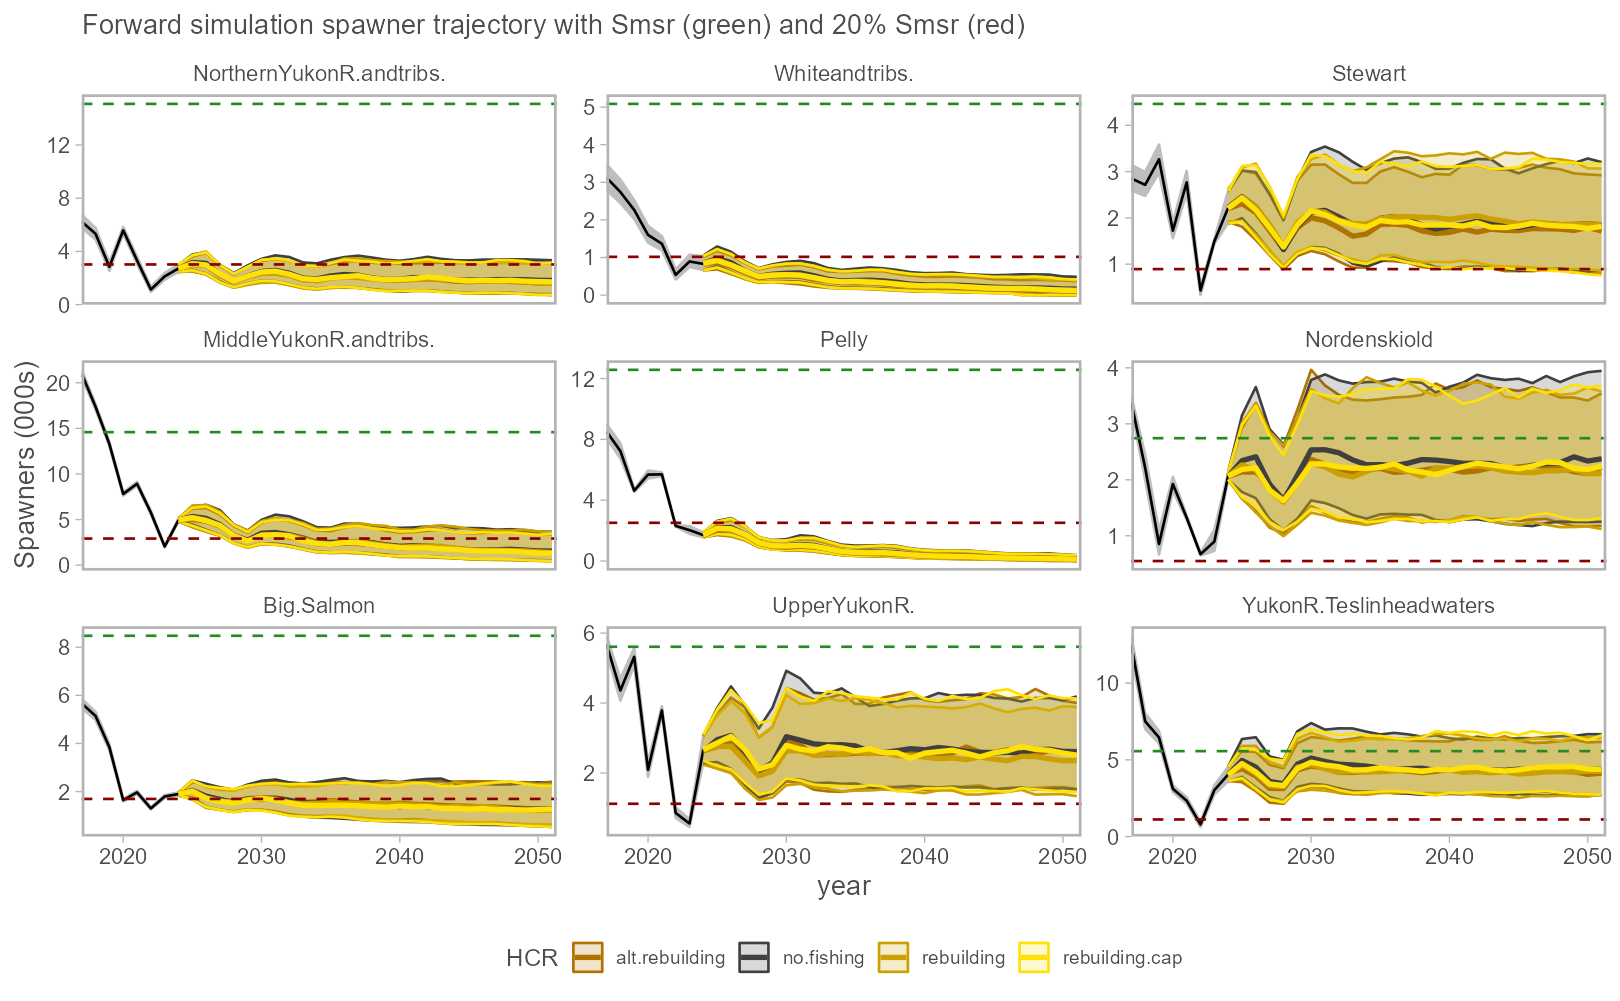 Forward simulation spawner trajectory with Smsr (green) and 20% Smsr (red)
NorthernYukonR.andtribs.
Whiteandtribs.
Stewart
12
8
4
0
5
4
3
2
1
0
4
3
2
1
MiddleYukonR.andtribs.
Pelly
Nordenskiold
20
15
10
5
0
12
8
4
0
4
3
2
1
Spawners (000s)
Big.Salmon
UpperYukonR.
YukonR.Teslinheadwaters
8
6
4
2
6
4
2
10
5
0
2020 2030 2040 2050
2020 2030 2040 2050
2020 2030 2040 2050
year
HCR alt.rebuilding no.fishing rebuilding rebuilding.cap